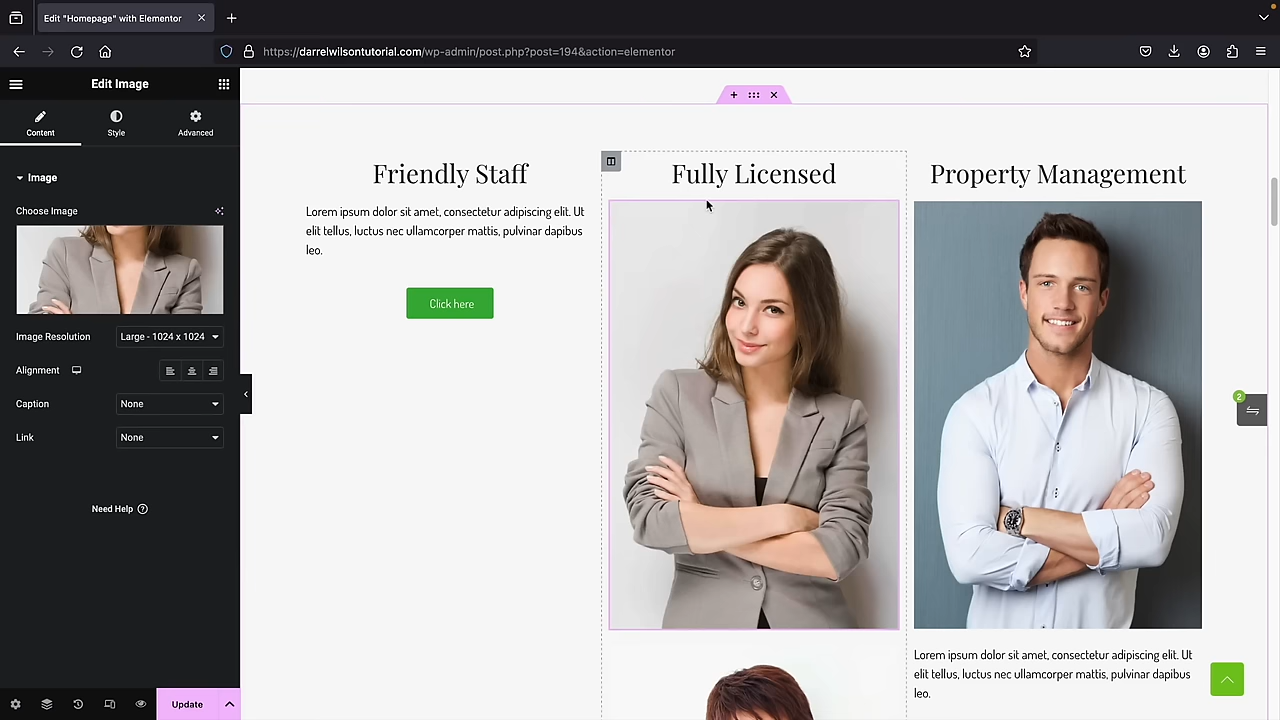 Edit "Homepage" with Elementor
https://darrelwilsontutorial.com/wp-admin/post.php?post=194&action=elementor
Edit Image
Content
Style
Advanced
Image
Choose Image
Image Resolution
Large - 1024 x 1024
Alignment
Caption
None
Link
None
Need Help
Update
Friendly Staff
Lorem ipsum dolor sit amet, consectetur adipiscing elit. Ut
elit tellus, luctus nec ullamcorper mattis, pulvinar dapibus
leo.
Click here
Fully Licensed
Property Management
Lorem ipsum dolor sit amet, consectetur adipiscing elit. Ut
elit tellus, luctus nec ullamcorper mattis, pulvinar dapibus
leo.
2